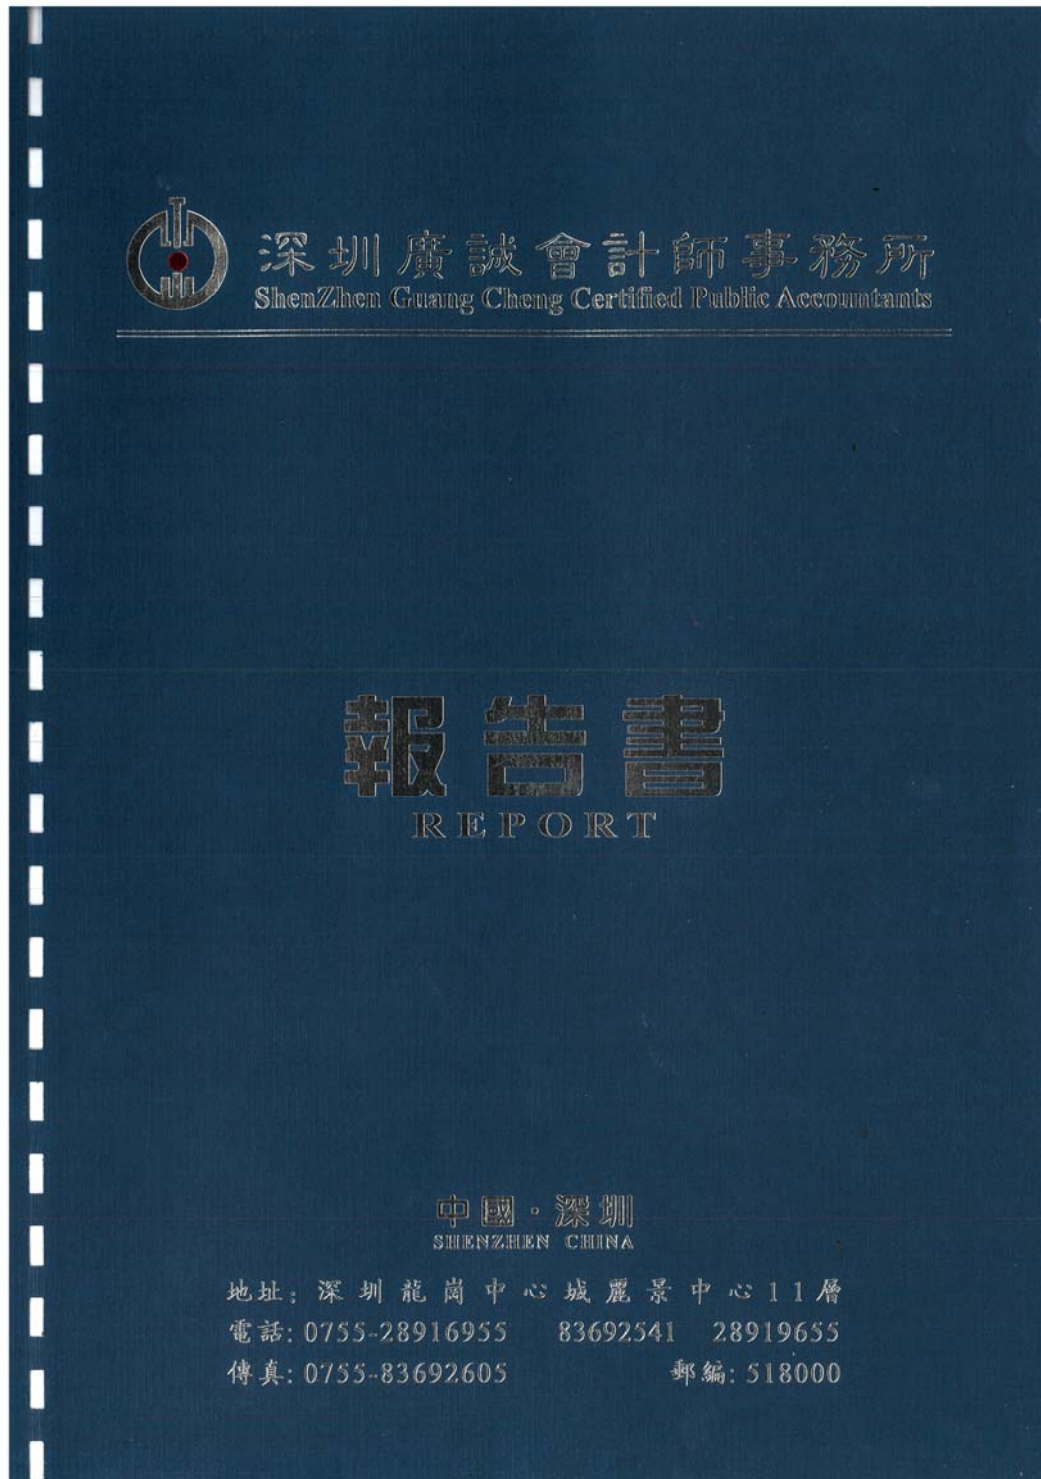 深圳廣誠會計師事務所
ShenZhen Guang Cheng Certified Public Accountants
報告書
REPORT
中國·深圳
SHENZHEN CHINA
地址: 深圳龍崗中心城麗景中心11層
電話: 0755-28916955 83692541 28919655
傳真: 0755-83692605 郵編: 518000